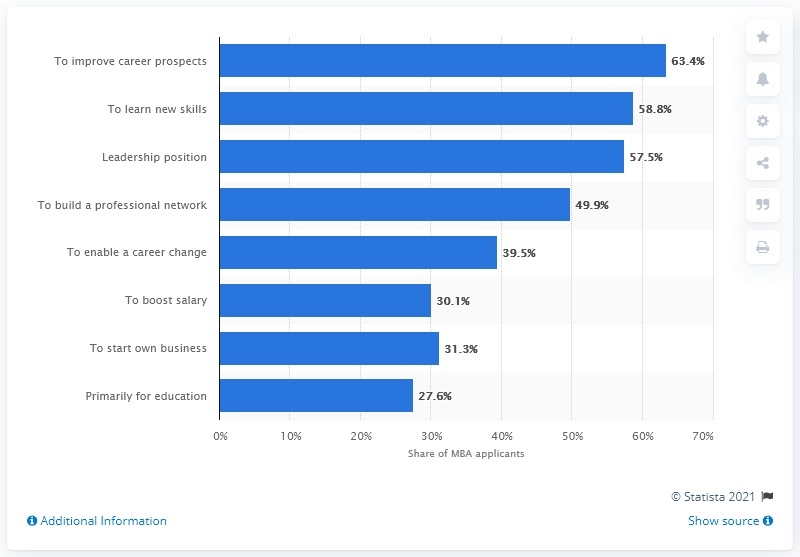 To improve career prospects 63.4%
To learn new skills 58.8%
Leadership position 57.5%
To build a professional network 49.9%
To enable a career change 39.5%
To boost salary 30.1%
To start own business 31.3%
Primarily for education 27.6%
0% 10% 20% 30% 40% 50% 60% 70%
Share of MBA applicants
© Statista 2021
Additional Information Show source